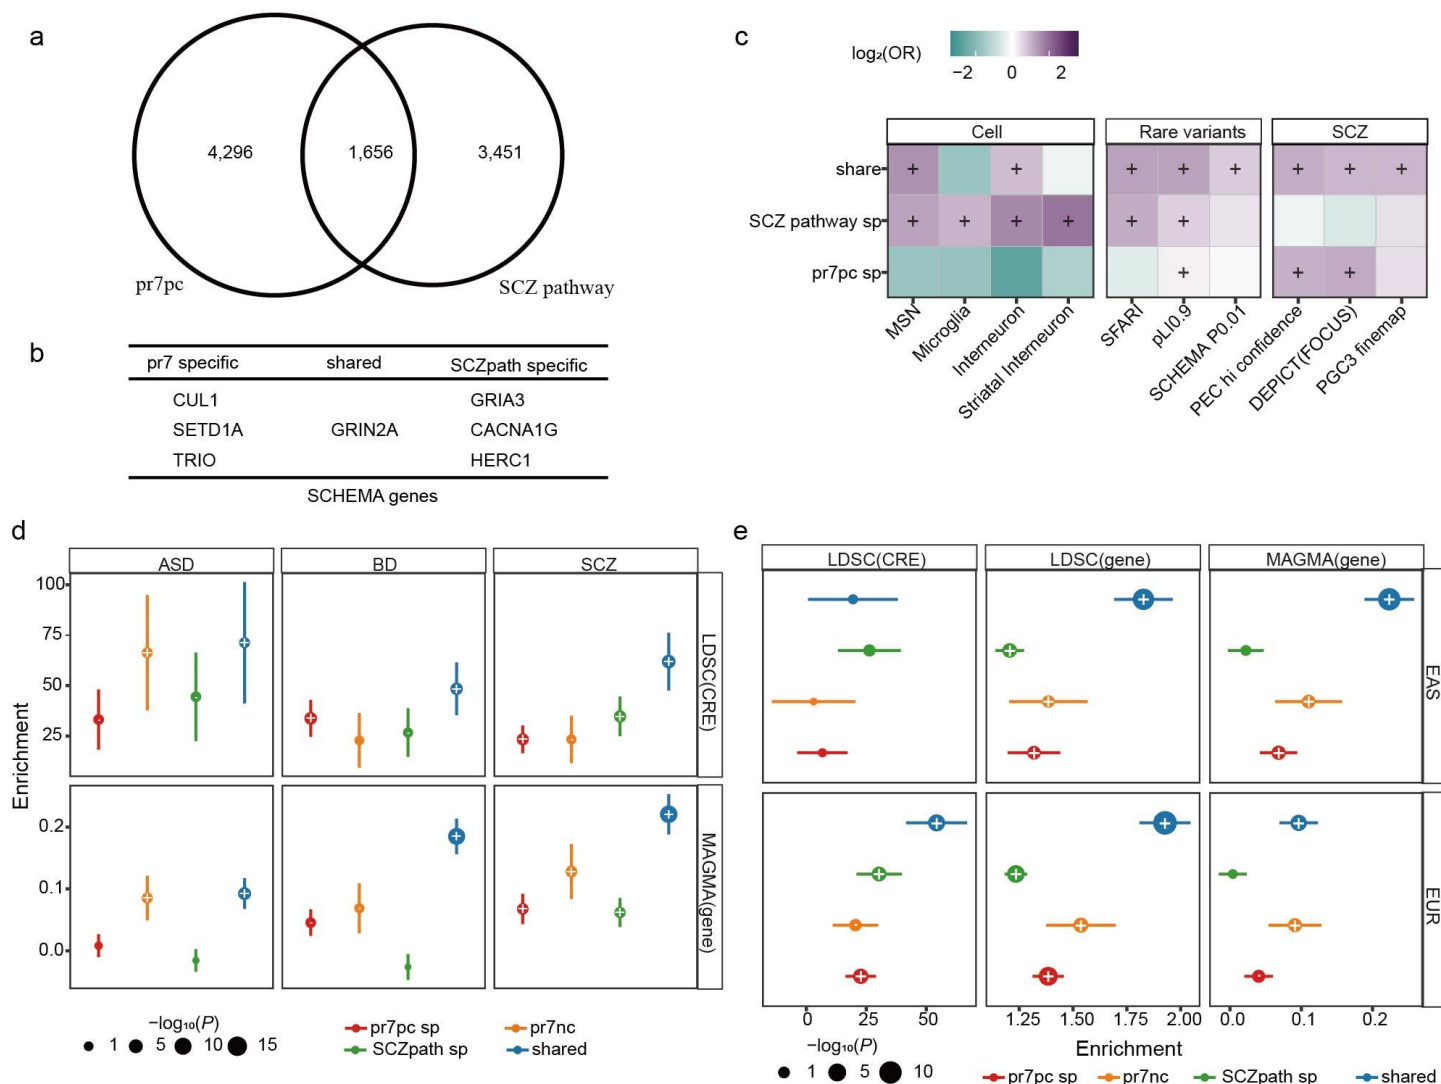 a
4,296
1,656
3,451
pr7pc
SCZ pathway
b
pr7 specific
shared
SCZpath specific
CUL1
GRIA3
SETD1A
GRIN2A
CACNA1G
TRIO
HERC1
SCHEMA genes
c
log₂(OR)
−2
0
2
Cell
Rare variants
SCZ
share
+ + + + + + + +
SCZ pathway sp
+ + + + + +
pr7pc sp
+ + +
MSN
Microglia
Interneuron
Striatal Interneuron
SFARI
pLI0.9
SCHEMA P0.01
PEC hi confidence
DEPICT(FOCUS)
PGC3 finemap
d
ASD
BD
SCZ
100
75
50
25
LDSC(CRE)
Enrichment
0.2
0.1
0.0
MAGMA(gene)
−log₁₀(P)
1
5
10
15
pr7pc sp
pr7nc
SCZpath sp
shared
e
LDSC(CRE)
LDSC(gene)
MAGMA(gene)
EAS
EUR
0
25
50
1.25
1.50
1.75
2.00
0.0
0.1
0.2
Enrichment
−log₁₀(P)
1
5
10
pr7pc sp
pr7nc
SCZpath sp
shared